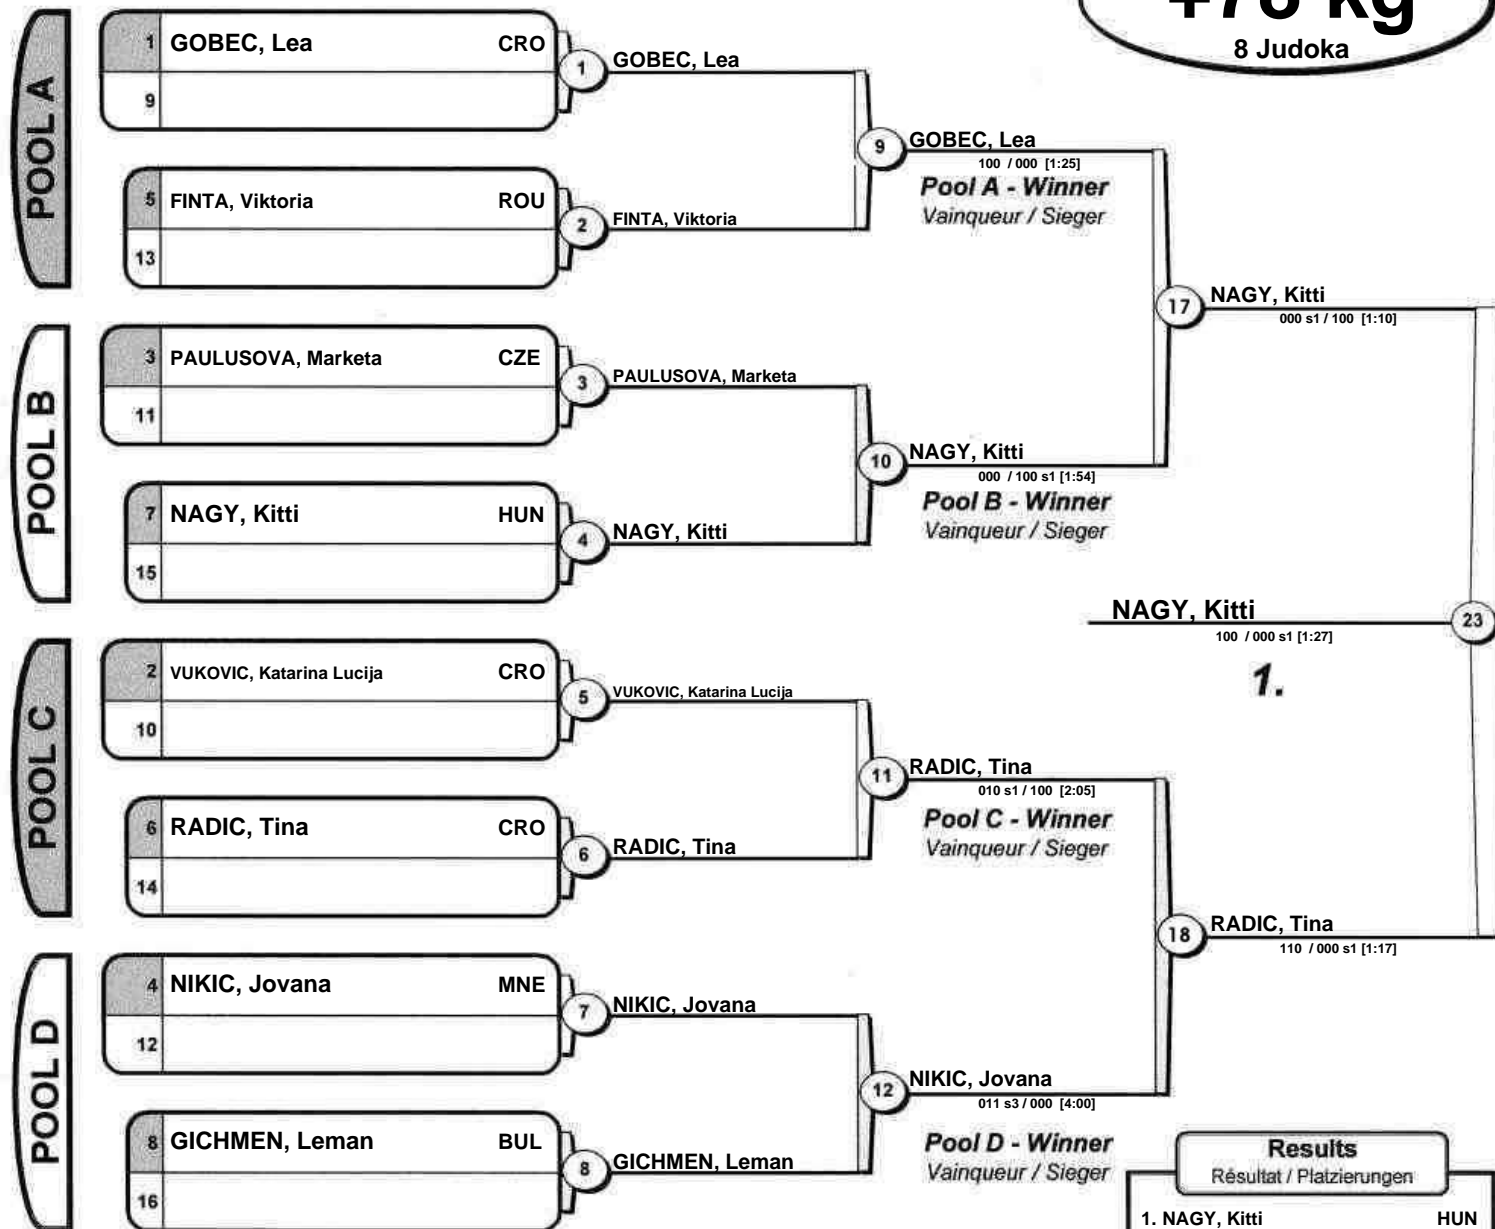 +78 kg
8 Judoka
POOL A
1 GOBEC, Lea CRO
9
1 GOBEC, Lea
5 FINTA, Viktoria ROU
13
2 FINTA, Viktoria
9 GOBEC, Lea
100 / 000 [1:25]
Pool A - Winner
Vainqueur / Sieger
POOL B
3 PAULUSOVA, Marketa CZE
11
3 PAULUSOVA, Marketa
7 NAGY, Kitti HUN
15
4 NAGY, Kitti
10 NAGY, Kitti
000 / 100 s1 [1:54]
Pool B - Winner
Vainqueur / Sieger
17 NAGY, Kitti
000 s1 / 100 [1:10]
NAGY, Kitti 23
100 / 000 s1 [1:27]
1.
POOL C
2 VUKOVIC, Katarina Lucija CRO
10
5 VUKOVIC, Katarina Lucija
6 RADIC, Tina CRO
14
6 RADIC, Tina
11 RADIC, Tina
010 s1 / 100 [2:05]
Pool C - Winner
Vainqueur / Sieger
18 RADIC, Tina
110 / 000 s1 [1:17]
POOL D
4 NIKIC, Jovana MNE
12
7 NIKIC, Jovana
8 GICHMEN, Leman BUL
16
8 GICHMEN, Leman
12 NIKIC, Jovana
011 s3 / 000 [4:00]
Pool D - Winner
Vainqueur / Sieger
Results
Résultat / Platzierungen
1. NAGY, Kitti HUN